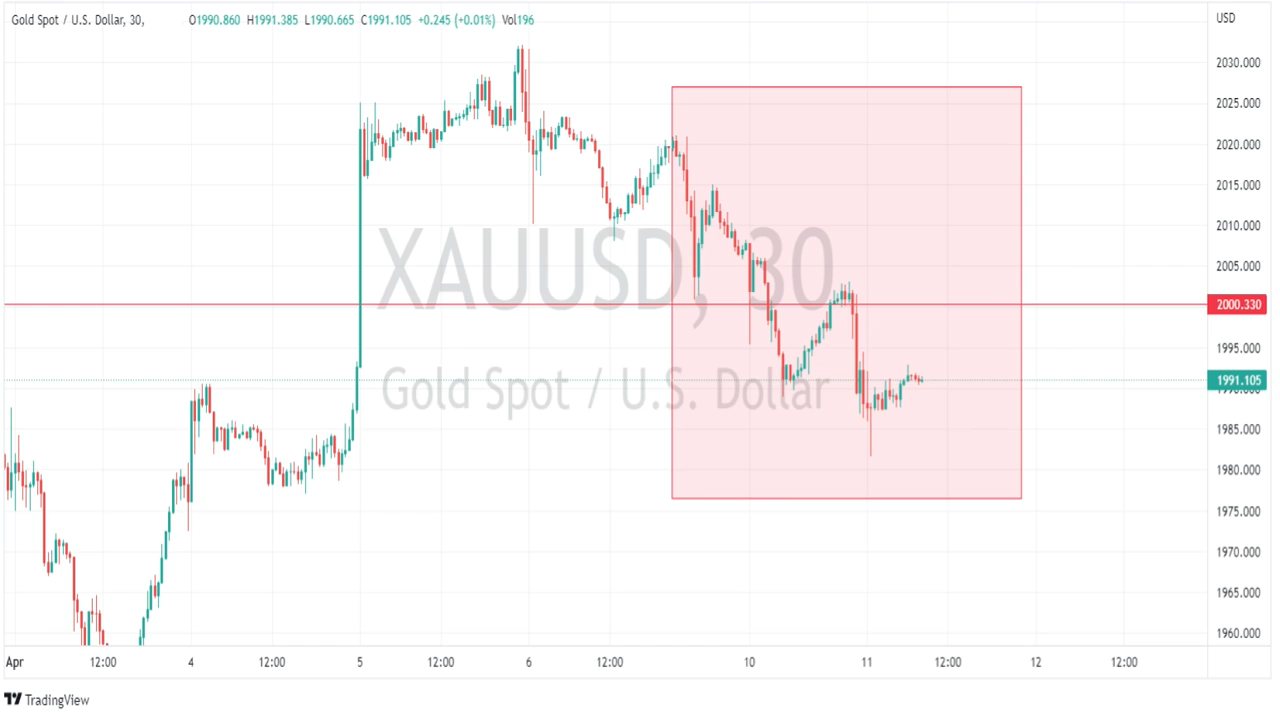 Gold Spot / U.S. Dollar, 30, O1990.860 H1991.385 L1990.665 C1991.105 +0.245 (+0.01%) Vol196
USD
2030.000
2025.000
2020.000
2015.000
2010.000
2005.000
2000.330
1995.000
1991.105
1990.000
1985.000
1980.000
1975.000
1970.000
1965.000
1960.000
XAUUSD, 30
Gold Spot / U.S. Dollar
Apr 12:00 4 12:00 5 12:00 6 12:00 10 11 12:00 12 12:00
TradingView